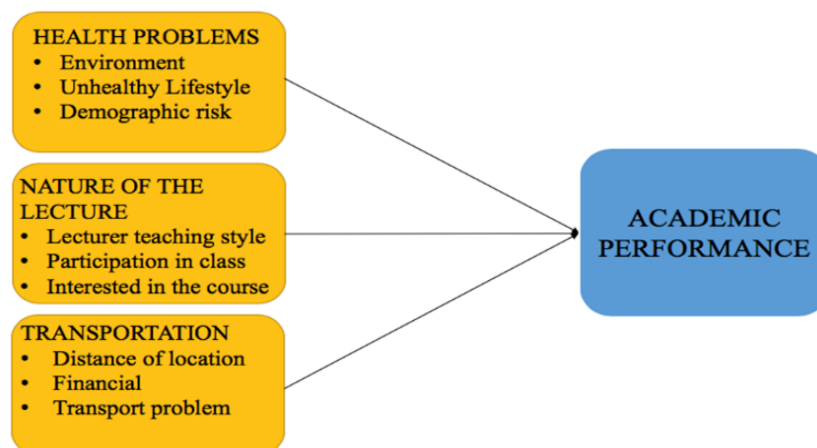 HEALTH PROBLEMS
• Environment
• Unhealthy Lifestyle
• Demographic risk
NATURE OF THE
LECTURE
• Lecturer teaching style
• Participation in class
• Interested in the course
TRANSPORTATION
• Distance of location
• Financial
• Transport problem
ACADEMIC
PERFORMANCE